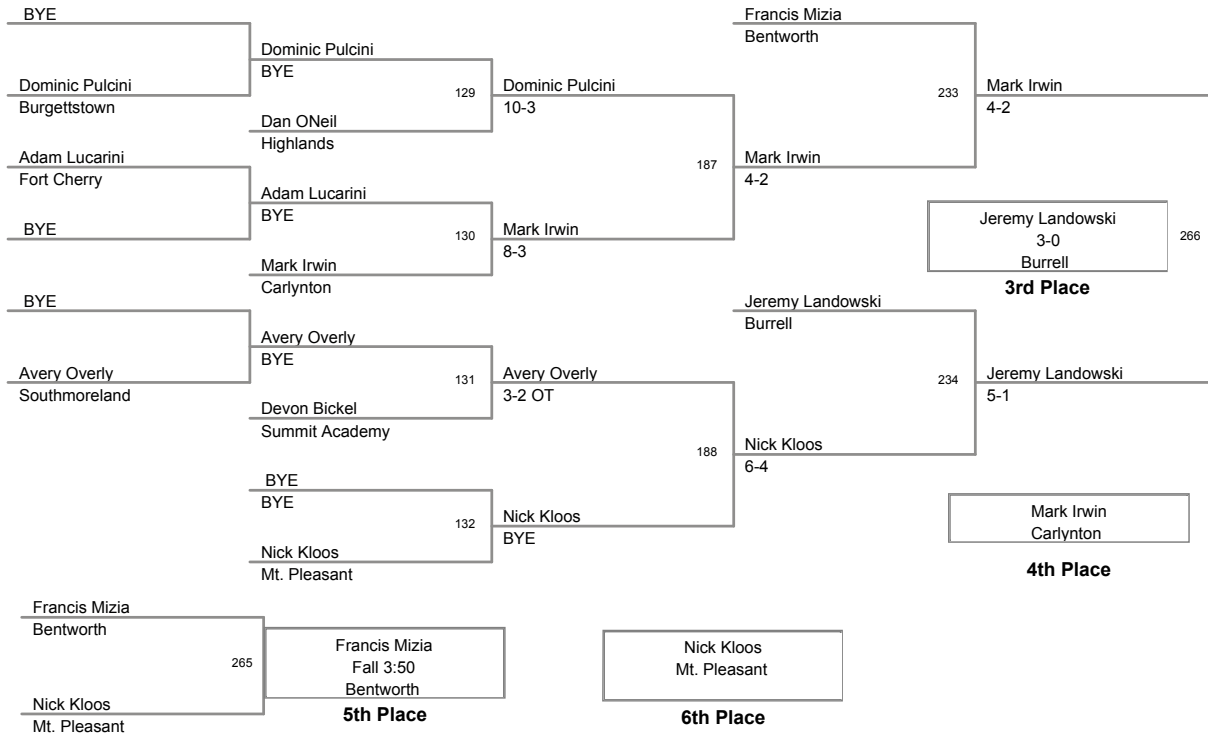 BYE
Dominic Pulcini
Burgettstown
Adam Lucarini
Fort Cherry
BYE
BYE
Avery Overly
Southmoreland
Dominic Pulcini
BYE
129
Dan ONeil
Highlands
Adam Lucarini
BYE
130
Mark Irwin
Carlynton
Avery Overly
BYE
131
Devon Bickel
Summit Academy
BYE
BYE
132
Nick Kloos
Mt. Pleasant
Dominic Pulcini
10-3
187
Mark Irwin
8-3
Avery Overly
3-2 OT
188
Nick Kloos
BYE
Francis Mizia
Bentworth
233
Mark Irwin
4-2
Jeremy Landowski
Burrell
234
Nick Kloos
6-4
Mark Irwin
4-2
Jeremy Landowski
3-0
Burrell
266
3rd Place
Jeremy Landowski
5-1
Mark Irwin
Carlynton
4th Place
Francis Mizia
Bentworth
265
Nick Kloos
Mt. Pleasant
Francis Mizia
Fall 3:50
Bentworth
5th Place
Nick Kloos
Mt. Pleasant
6th Place